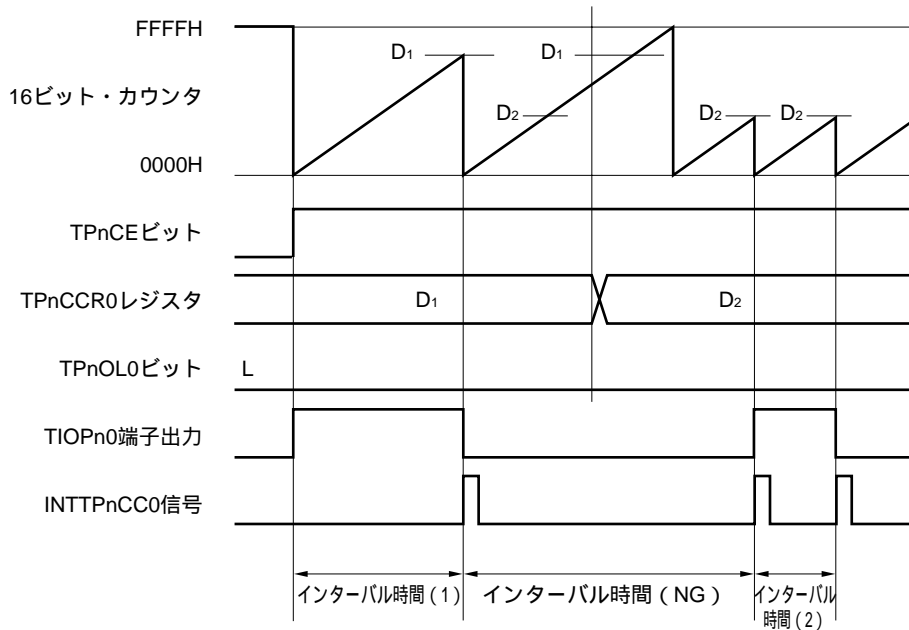 FFFFH
D1
D1
16ビット・カウンタ
D2
D2
D2
0000H
TPnCEビット
TPnCCR0レジスタ
D1
D2
TPnOL0ビット
L
TIOPn0端子出力
INTTPnCC0信号
インターバル時間(1)
インターバル時間(NG)
インターバル
時間(2)